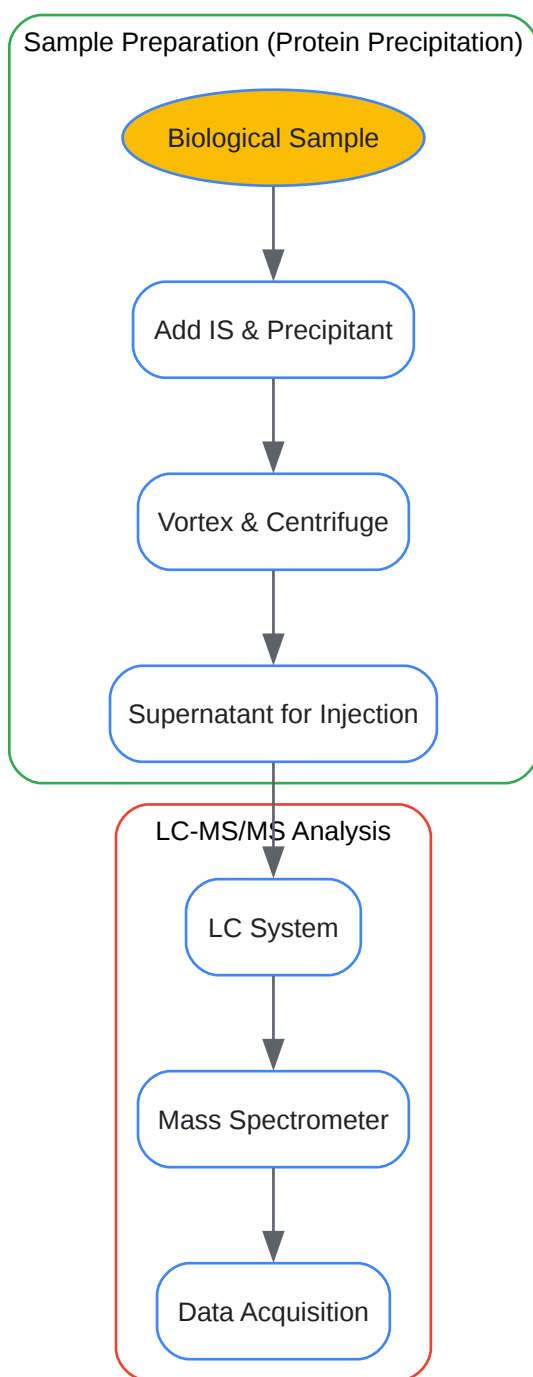 Sample Preparation (Protein Precipitation)
Biological Sample
Add IS & Precipitant
Vortex & Centrifuge
Supernatant for Injection
LC-MS/MS Analysis
LC System
Mass Spectrometer
Data Acquisition